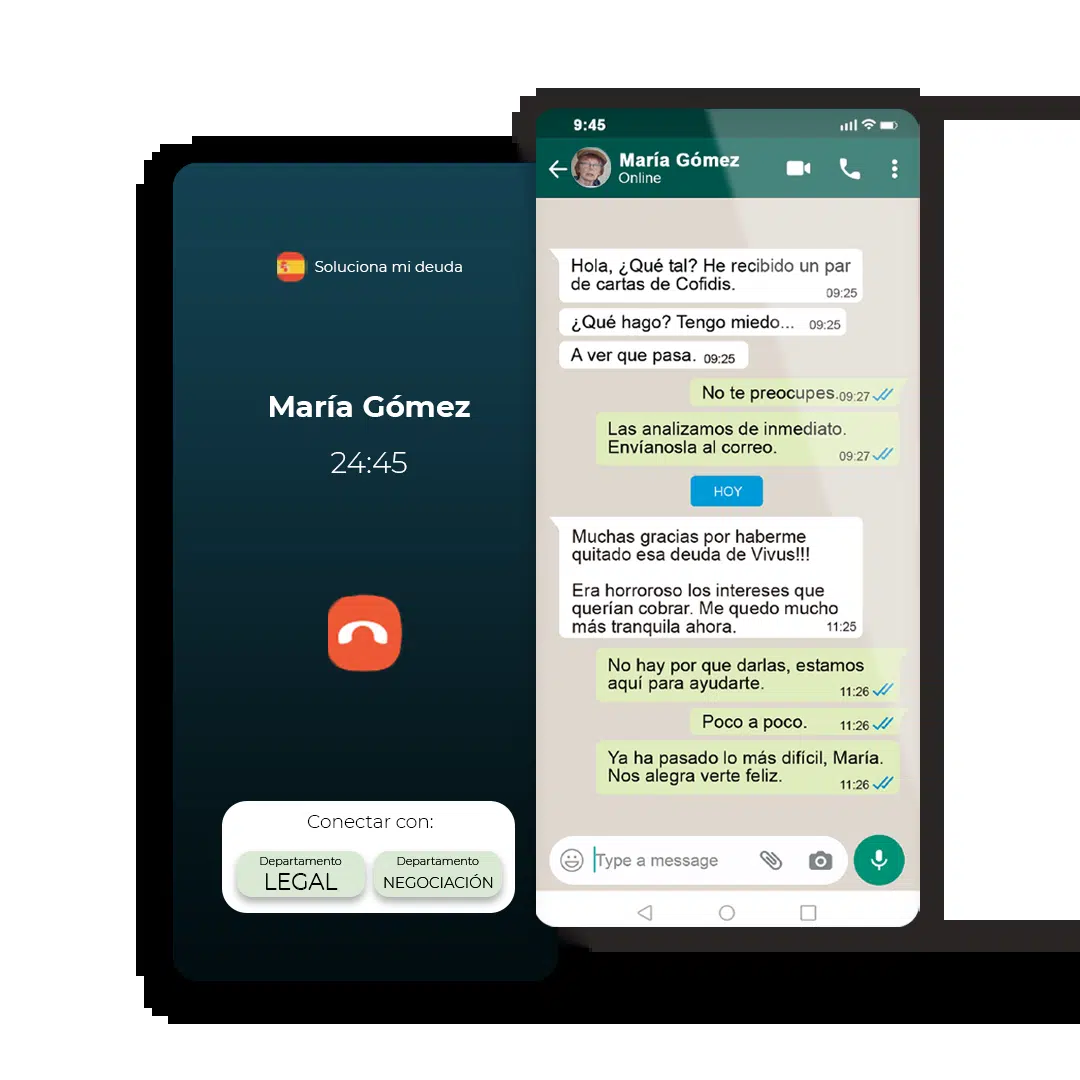 Soluciona mi deuda
María Gómez
24:45
Conectar con:
Departamento
LEGAL
Departamento
NEGOCIACIÓN
9:45
María Gómez
Online
Hola, ¿Qué tal? He recibido un par
de cartas de Cofidis.
09:25
¿Qué hago? Tengo miedo... 09:25
A ver que pasa. 09:25
No te preocupes. 09:27
Las analizamos de inmediato.
Envíanosla al correo.
09:27
HOY
Muchas gracias por haberme
quitado esa deuda de Vivus!!!
Era horroroso los intereses que
querían cobrar. Me quedo mucho
más tranquila ahora. 11:25
No hay por que darlas, estamos
aquí para ayudarte.
11:26
Poco a poco. 11:26
Ya ha pasado lo más difícil, María.
Nos alegra verte feliz.
11:26
Type a message